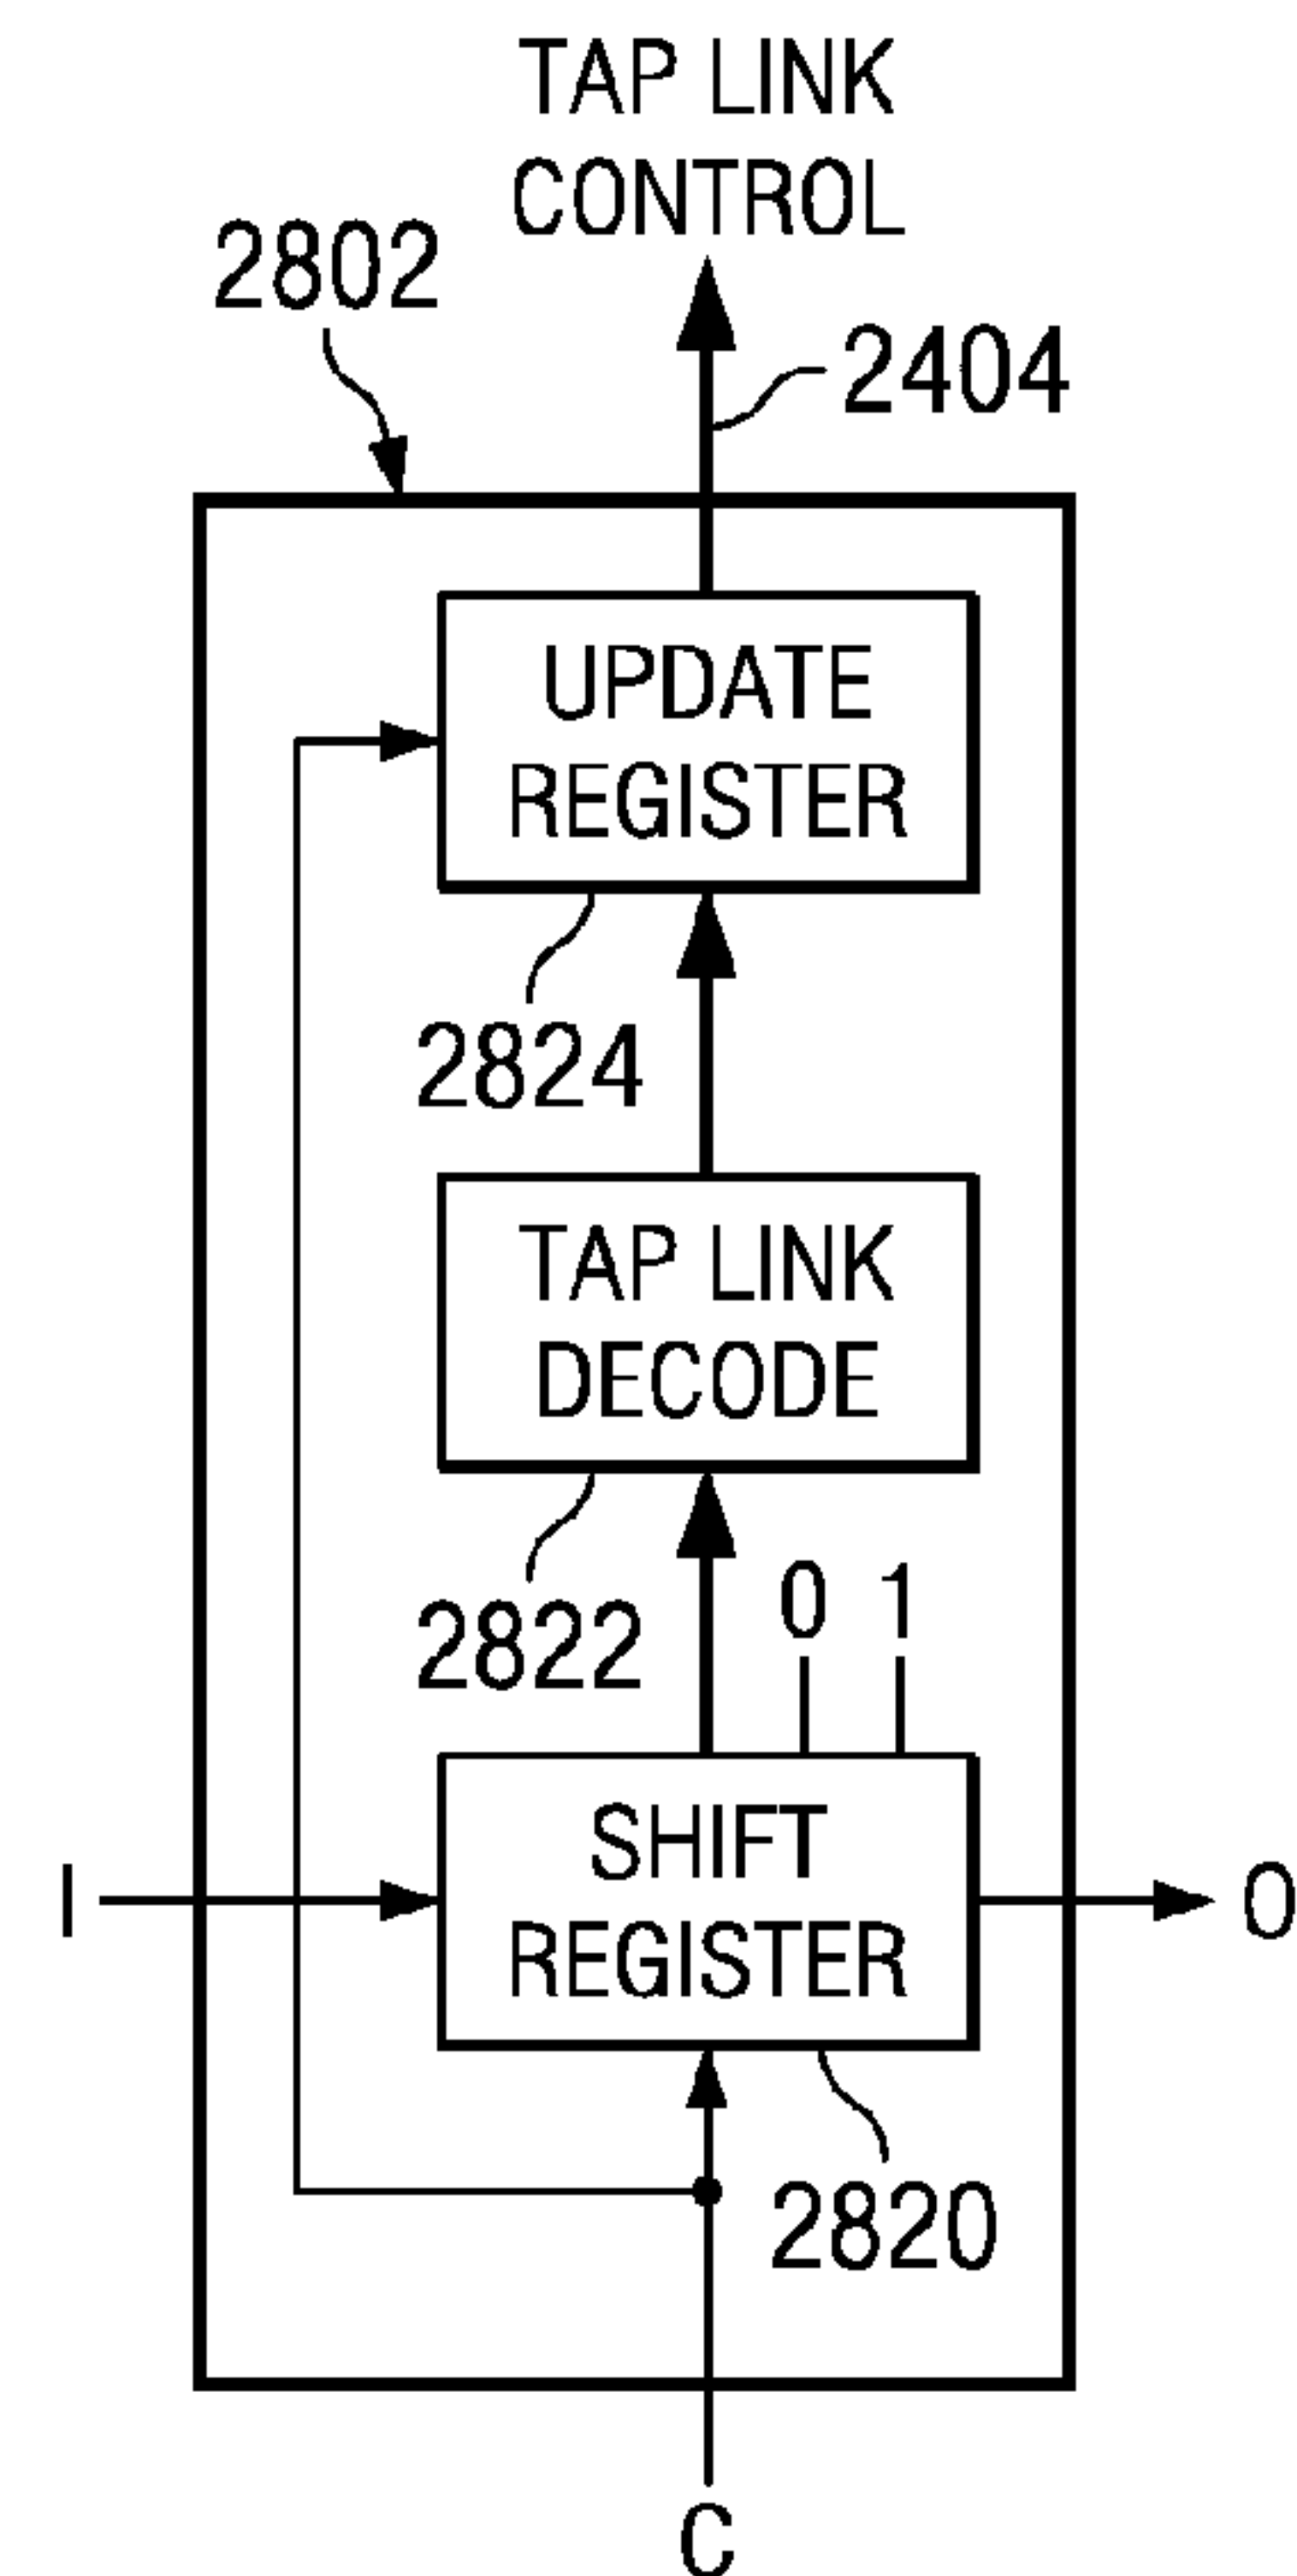 TAP LINK
CONTROL
2802
2404
UPDATE
REGISTER
2824
TAP LINK
DECODE
2822
0 1
SHIFT
REGISTER
I
O
2820
C